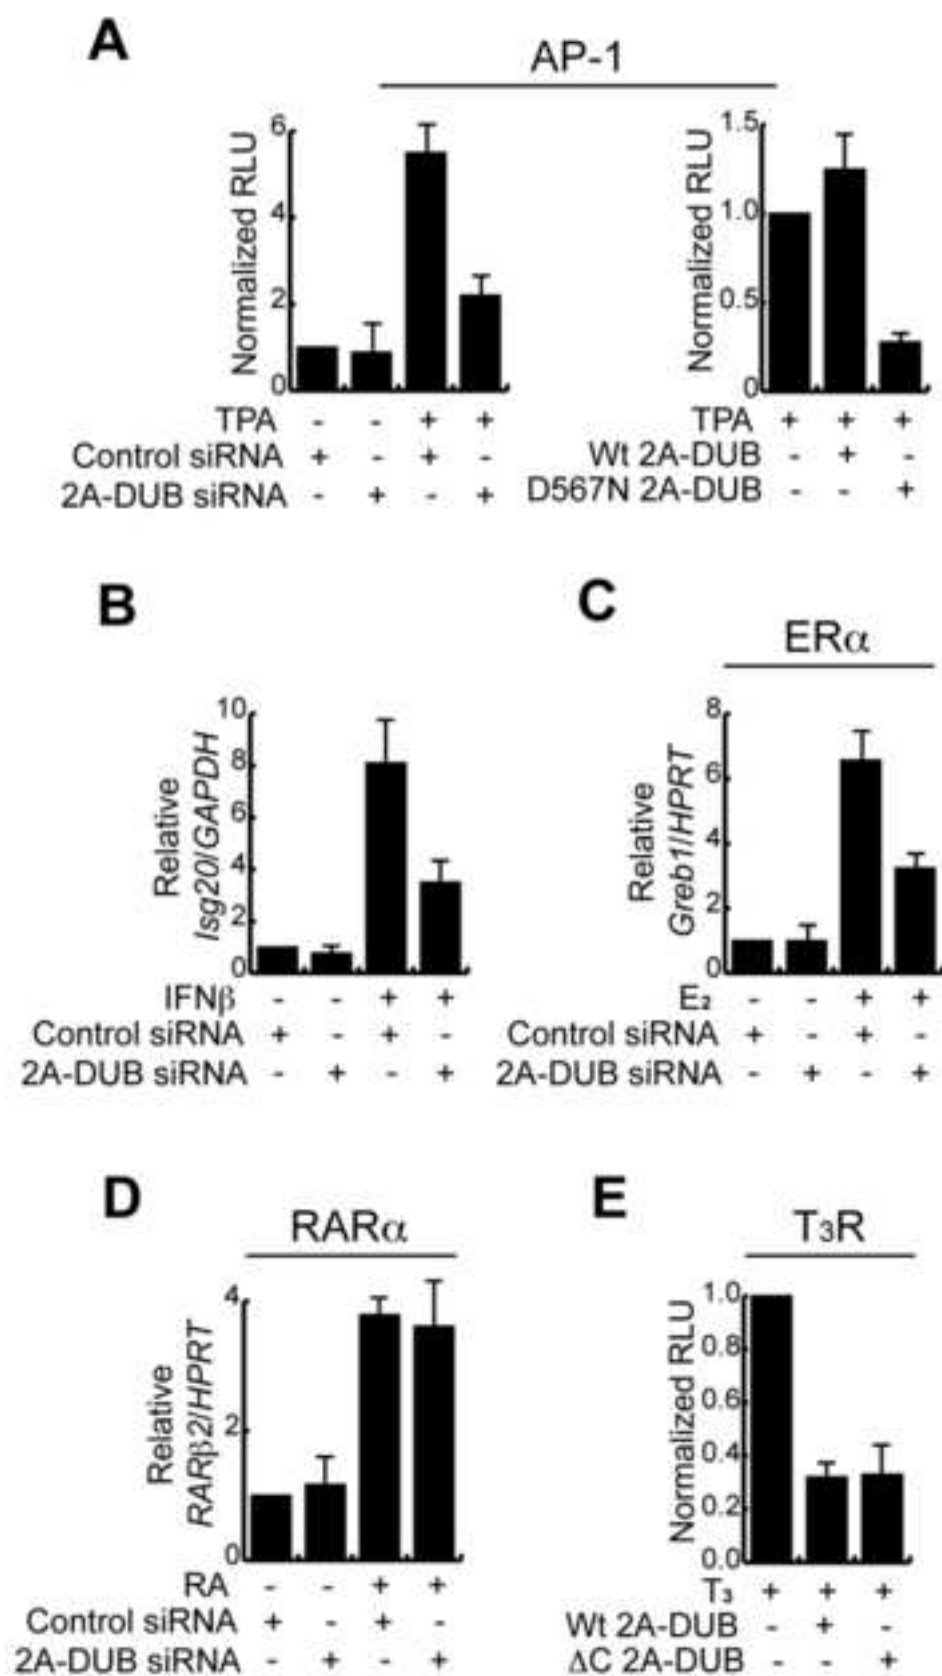 A
AP-1
Normalized RLU
6
4
2
0
TPA - - + +
Control siRNA + - + -
2A-DUB siRNA - + - +
Normalized RLU
1.5
1.0
0.5
0
TPA + + +
Wt 2A-DUB - + -
D567N 2A-DUB - - +
B
Relative
Isg20/GAPDH
10
8
6
4
2
0
IFNβ - - + +
Control siRNA + - + -
2A-DUB siRNA - + - +
C
ERα
Relative
Greb1/HPRT
8
6
4
2
0
E₂ - - + +
Control siRNA + - + -
2A-DUB siRNA - + - +
D
RARα
Relative
RARβ2/HPRT
4
2
0
RA - - + +
Control siRNA + - + -
2A-DUB siRNA - + - +
E
T₃R
Normalized RLU
1.0
0.8
0.6
0.4
0.2
0.0
T₃ + + +
Wt 2A-DUB - + -
ΔC 2A-DUB - - +